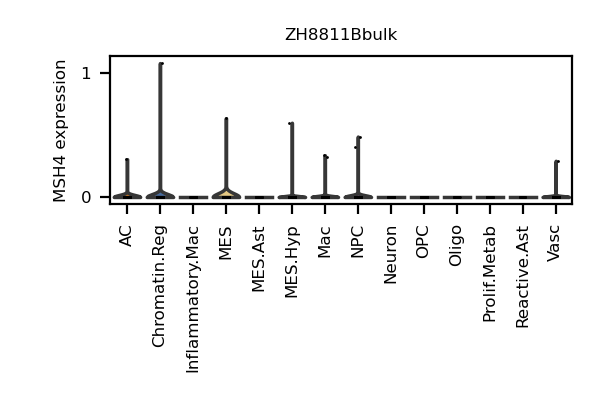 ZH8811Bbulk
MSH4 expression
1
0
AC
Chromatin.Reg
Inflammatory.Mac
MES
MES.Ast
MES.Hyp
Mac
NPC
Neuron
OPC
Oligo
Prolif.Metab
Reactive.Ast
Vasc